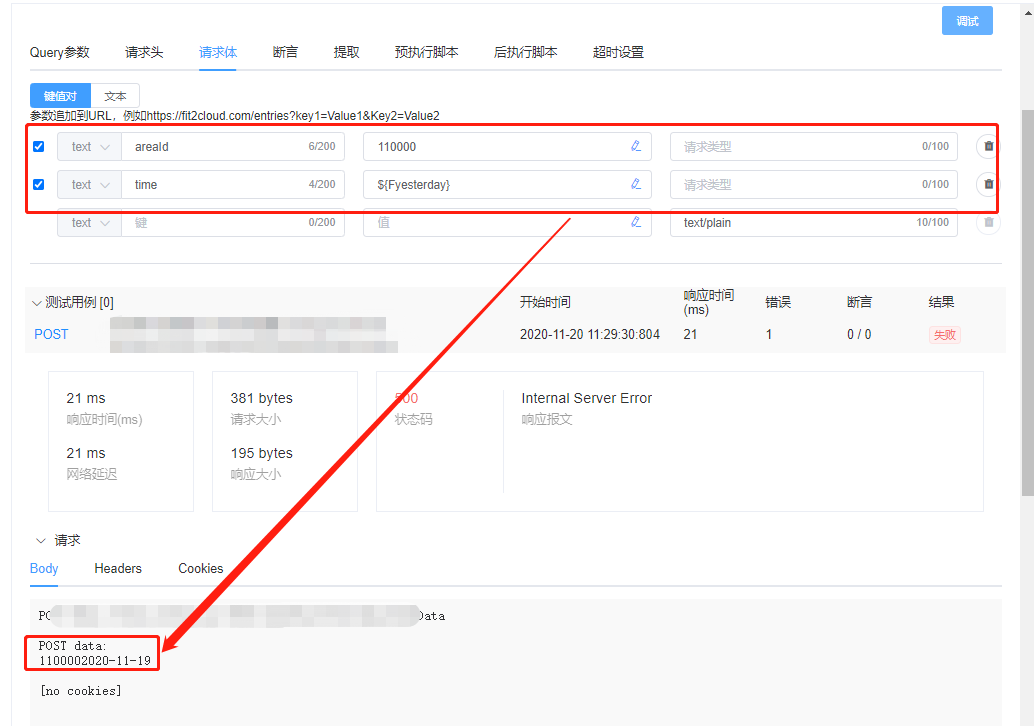 调试
Query参数 请求头 请求体 断言 提取 预执行脚本 后执行脚本 超时设置
键值对 文本
参数追加到URL，例如https://fit2cloud.com/entries?key1=Value1&Key2=Value2
text areaId 6/200 110000 请求类型 0/100
text time 4/200 ${Fyesterday} 请求类型 0/100
text 键 0/200 值 text/plain 10/100
测试用例 [0] 开始时间 响应时间 (ms) 错误 断言 结果
POST 2020-11-20 11:29:30:804 21 1 0 / 0 失败
21 ms 381 bytes 500 Internal Server Error
响应时间(ms) 请求大小 状态码 响应报文
21 ms 195 bytes
网络延迟 响应大小
请求
Body Headers Cookies
Data
POST data:
1100002020-11-19
[no cookies]